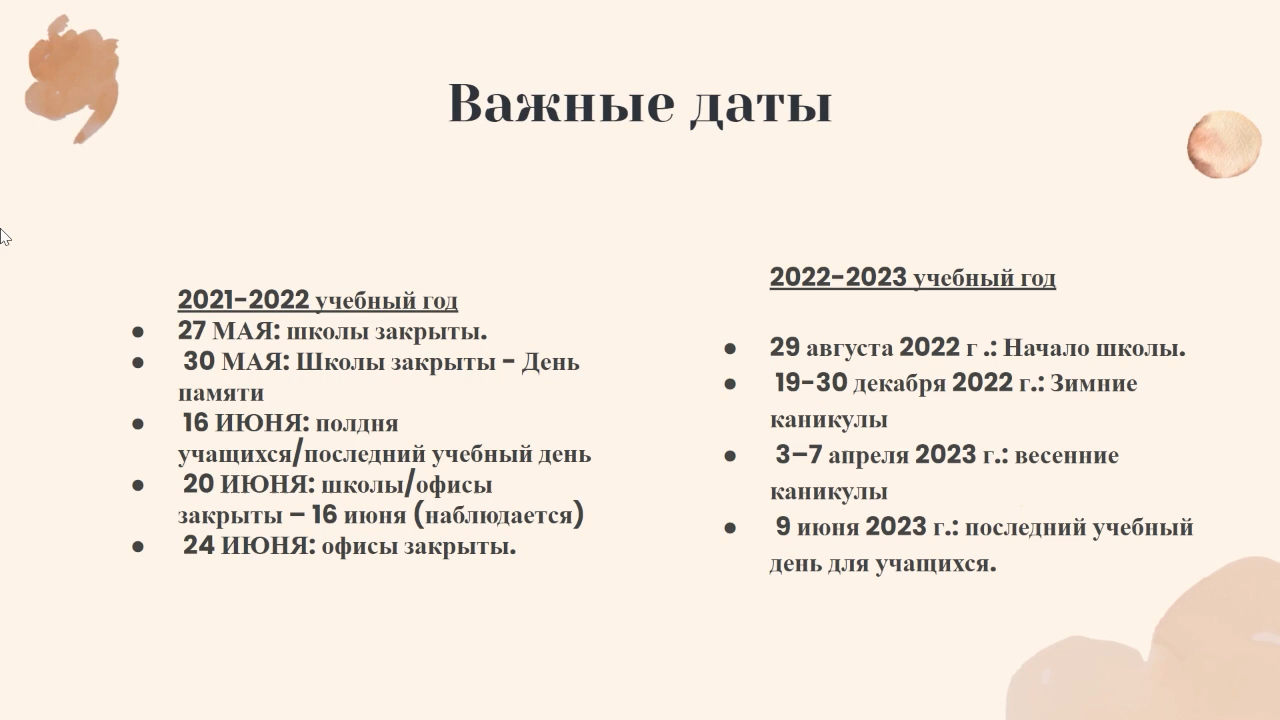 Важные даты
2021-2022 учебный год
● 27 МАЯ: школы закрыты.
● 30 МАЯ: Школы закрыты - День
памяти
● 16 ИЮНЯ: полдня
учащихся/последний учебный день
● 20 ИЮНЯ: школы/офисы
закрыты – 16 июня (наблюдается)
● 24 ИЮНЯ: офисы закрыты.
2022-2023 учебный год
● 29 августа 2022 г .: Начало школы.
● 19-30 декабря 2022 г.: Зимние
каникулы
● 3–7 апреля 2023 г.: весенние
каникулы
● 9 июня 2023 г.: последний учебный
день для учащихся.